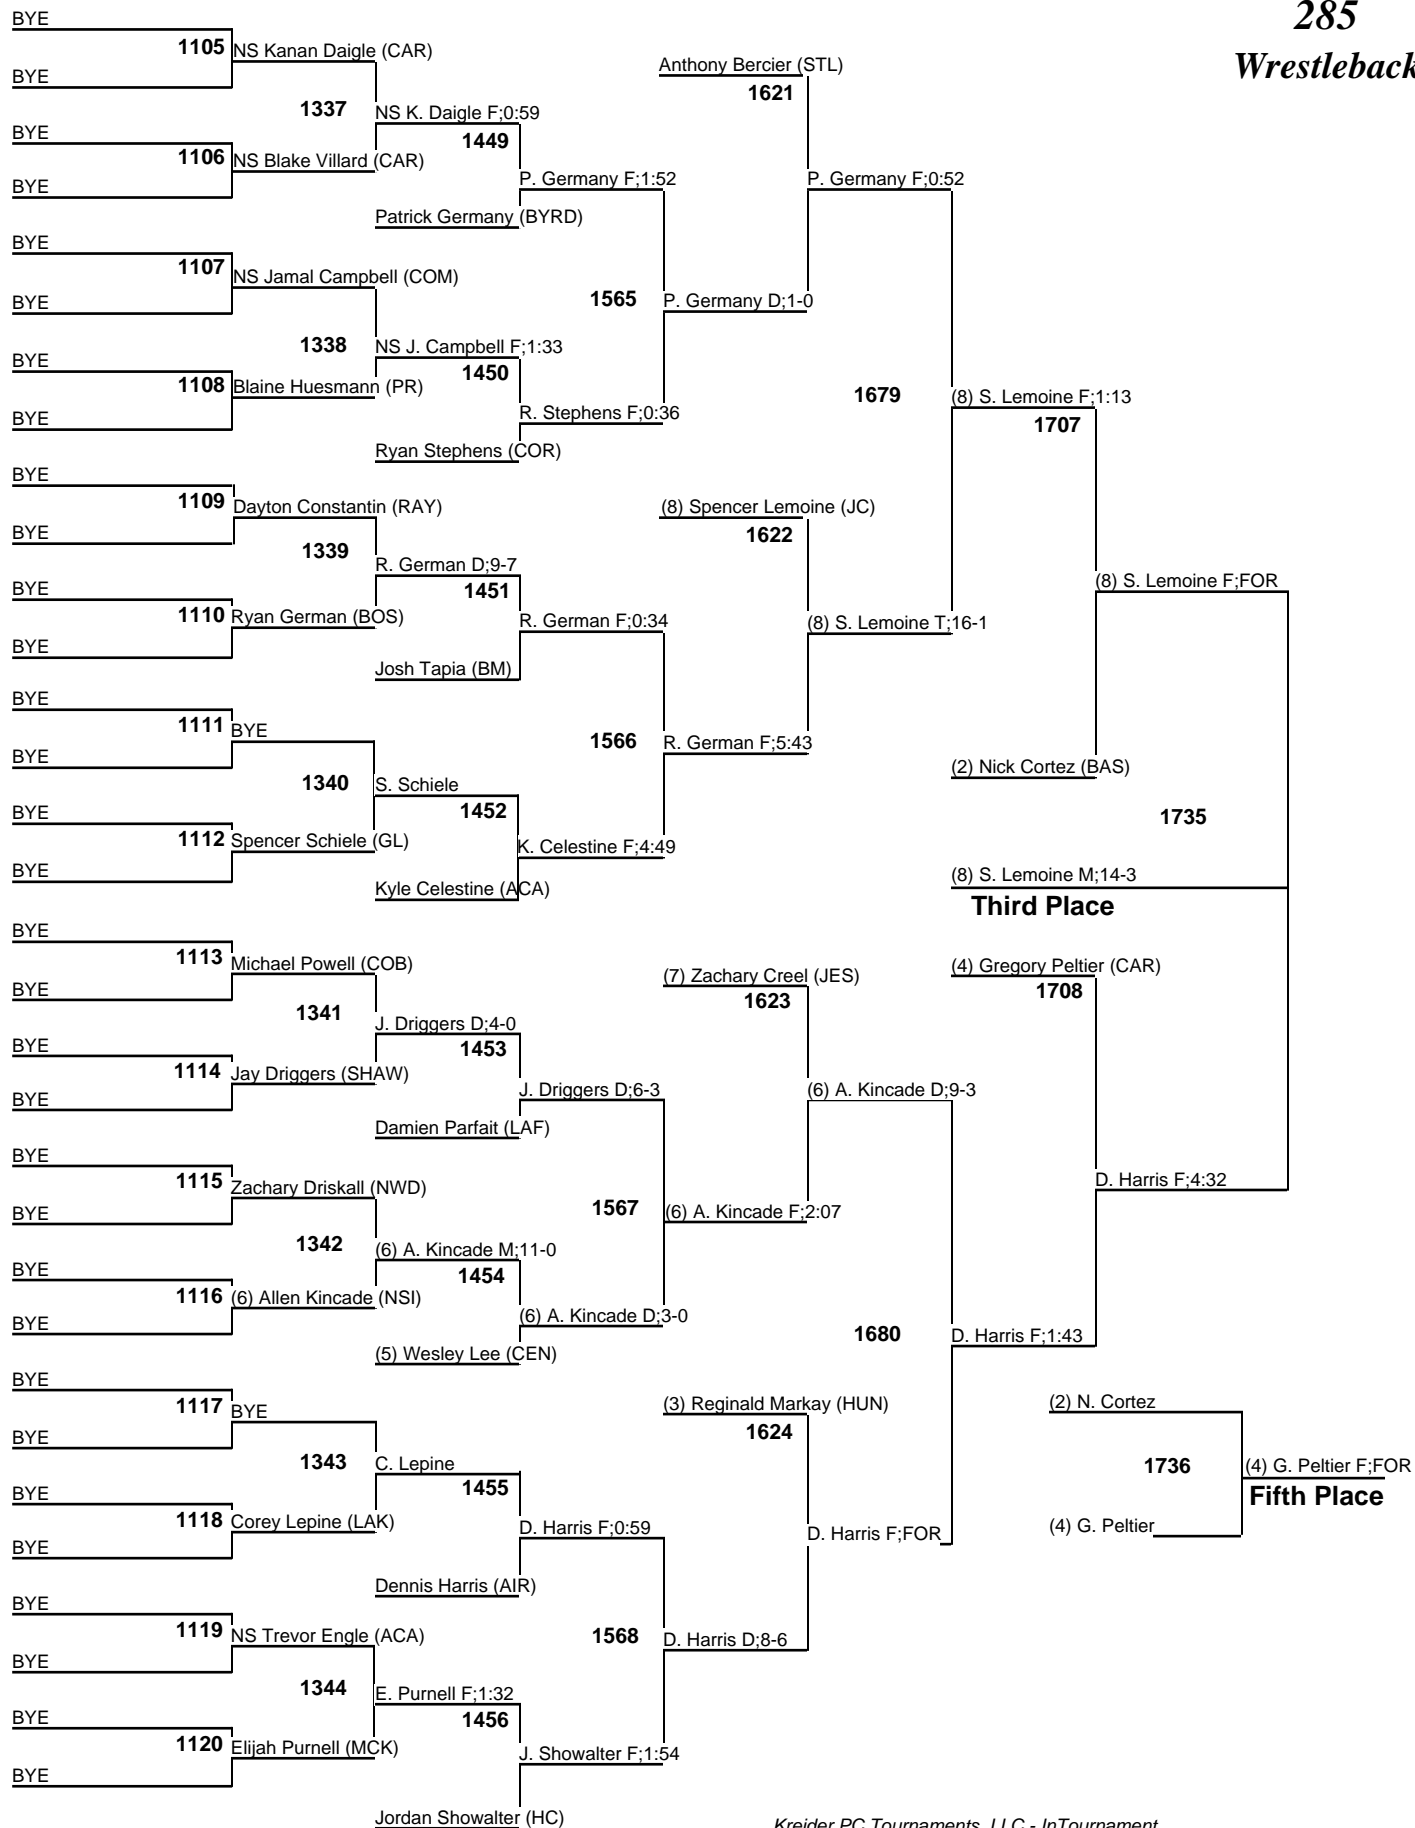 285
Wrestleback
BYE
1105
BYE
NS Kanan Daigle (CAR)
1337
BYE
1106
BYE
NS Blake Villard (CAR)
NS K. Daigle F;0:59
1449
Patrick Germany (BYRD)
P. Germany F;1:52
BYE
1107
BYE
NS Jamal Campbell (COM)
1338
BYE
1108
BYE
Blaine Huesmann (PR)
NS J. Campbell F;1:33
1450
Ryan Stephens (COR)
R. Stephens F;0:36
1565
P. Germany D;1-0
Anthony Bercier (STL)
1621
P. Germany F;0:52
BYE
1109
BYE
Dayton Constantin (RAY)
1339
BYE
1110
BYE
Ryan German (BOS)
R. German D;9-7
1451
Josh Tapia (BM)
R. German F;0:34
BYE
1111
BYE
BYE
1340
BYE
1112
BYE
Spencer Schiele (GL)
S. Schiele
1452
Kyle Celestine (ACA)
K. Celestine F;4:49
1566
R. German F;5:43
(8) Spencer Lemoine (JC)
1622
(8) S. Lemoine T;16-1
1679
(8) S. Lemoine F;1:13
1707
(2) Nick Cortez (BAS)
(8) S. Lemoine F;FOR
1735
(8) S. Lemoine M;14-3
Third Place
BYE
1113
BYE
Michael Powell (COB)
1341
BYE
1114
BYE
Jay Driggers (SHAW)
J. Driggers D;4-0
1453
Damien Parfait (LAF)
J. Driggers D;6-3
BYE
1115
BYE
Zachary Driskall (NWD)
1342
BYE
1116
BYE
(6) Allen Kincade (NSI)
(6) A. Kincade M;11-0
1454
(5) Wesley Lee (CEN)
(6) A. Kincade D;3-0
1567
(6) A. Kincade F;2:07
(7) Zachary Creel (JES)
1623
(6) A. Kincade D;9-3
BYE
1117
BYE
BYE
1343
BYE
1118
BYE
Corey Lepine (LAK)
C. Lepine
1455
Dennis Harris (AIR)
D. Harris F;0:59
BYE
1119
BYE
NS Trevor Engle (ACA)
1344
BYE
1120
BYE
Elijah Purnell (MCK)
E. Purnell F;1:32
1456
Jordan Showalter (HC)
J. Showalter F;1:54
1568
D. Harris D;8-6
(3) Reginald Markay (HUN)
1624
D. Harris F;FOR
1680
D. Harris F;1:43
(4) Gregory Peltier (CAR)
1708
D. Harris F;4:32
(2) N. Cortez
1736
(4) G. Peltier
(4) G. Peltier F;FOR
Fifth Place
Kreider PC Tournaments, LLC - InTournament